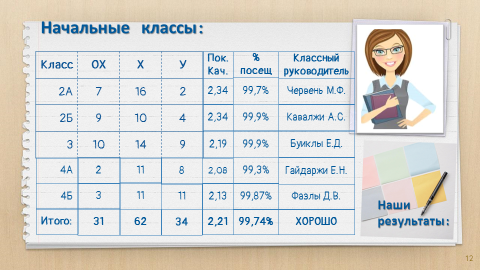 Начальные классы:
Класс ОХ Х У Пок. Кач. % посещ Классный руководитель
2А 7 16 2 2,34 99,7% Червень М.Ф.
2Б 9 10 4 2,34 99,9% Кавалжи А.С.
3 10 14 9 2,19 99,9% Буиклы Е.Д.
4А 2 11 8 2,08 99,3% Гайдаржи Е.Н.
4Б 3 11 11 2,13 99,87% Фазлы Д.В.
Итого: 31 62 34 2,21 99,74% ХОРОШО
Наши
результаты:
12